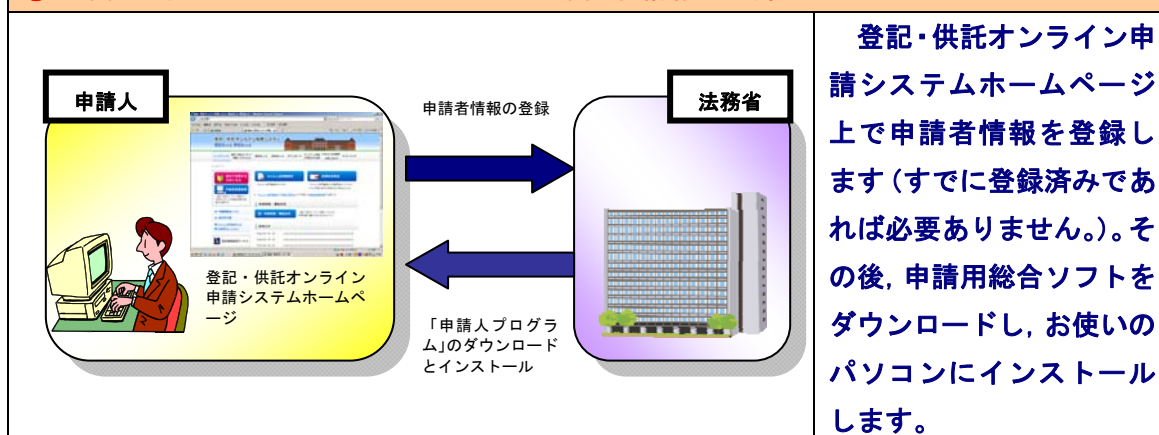 申請人
申請者情報の登録
法務省
登記・供託オンライン
申請システムホームペ
ージ
「申請人プログラ
ム」のダウンロード
とインストール
登記・供託オンライン申
請システムホームページ
上で申請者情報を登録し
ます（すでに登録済みであ
れば必要ありません。）。そ
の後，申請用総合ソフトを
ダウンロードし，お使いの
パソコンにインストール
します。